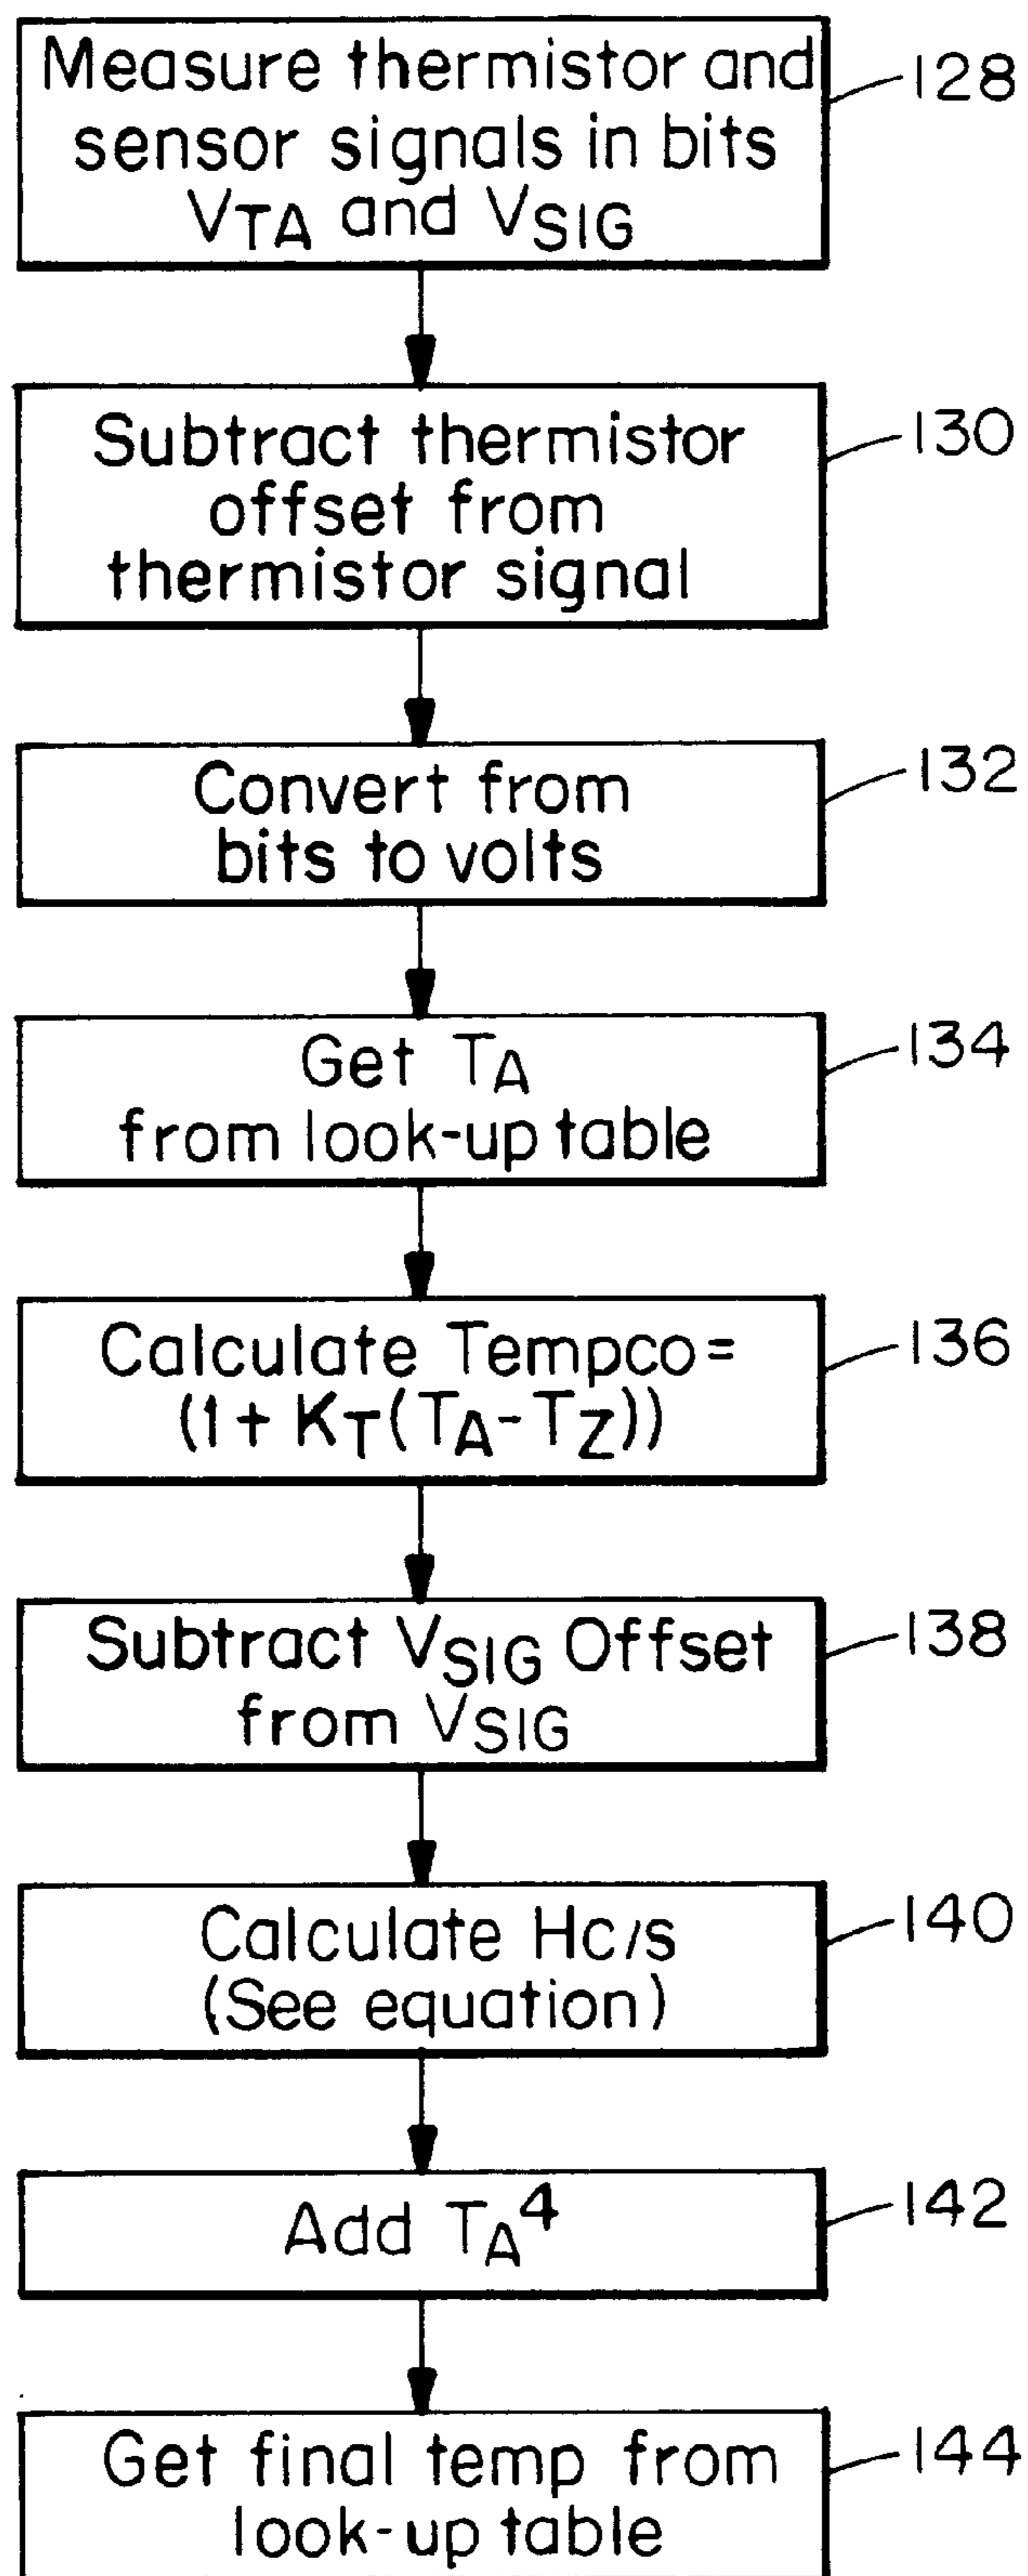 Measure thermistor and
sensor signals in bits
VTA and VSIG
128
Subtract thermistor
offset from
thermistor signal
130
Convert from
bits to volts
132
Get TA
from look-up table
134
Calculate Tempco =
(1 + KT(TA-TZ))
136
Subtract VSIG Offset
from VSIG
138
Calculate Hc/s
(See equation)
140
Add TA⁴
142
Get final temp from
look-up table
144